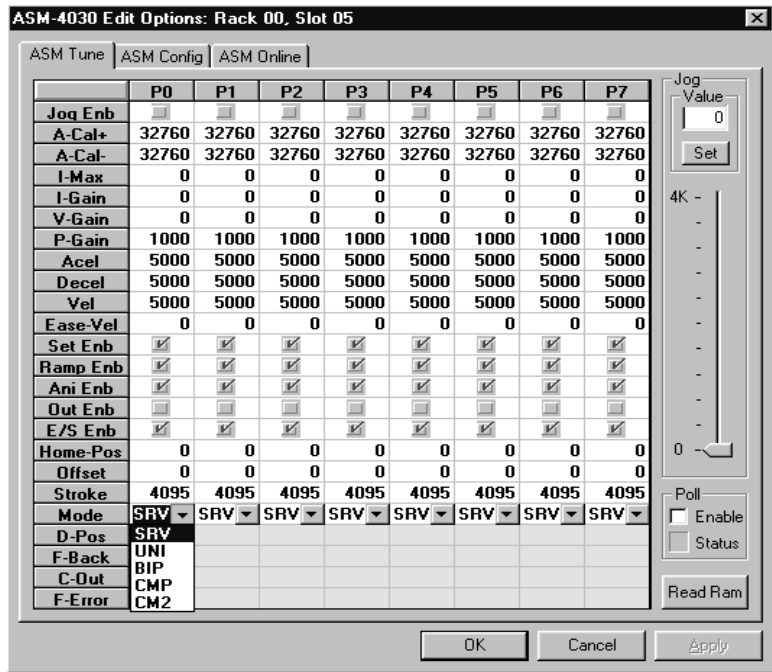 ASM-4030 Edit Options: Rack 00, Slot 05
ASM Tune ASM Config ASM Online
P0 P1 P2 P3 P4 P5 P6 P7
Jog Enb
A-Cal+ 32760 32760 32760 32760 32760 32760 32760 32760
A-Cal- 32760 32760 32760 32760 32760 32760 32760 32760
I-Max 0 0 0 0 0 0 0 0
I-Gain 0 0 0 0 0 0 0 0
V-Gain 0 0 0 0 0 0 0 0
P-Gain 1000 1000 1000 1000 1000 1000 1000 1000
Acel 5000 5000 5000 5000 5000 5000 5000 5000
Decel 5000 5000 5000 5000 5000 5000 5000 5000
Vel 5000 5000 5000 5000 5000 5000 5000 5000
Ease-Vel 0 0 0 0 0 0 0 0
Set Enb
Ramp Enb
Ani Enb
Out Enb
E/S Enb
Home-Pos 0 0 0 0 0 0 0 0
Offset 0 0 0 0 0 0 0 0
Stroke 4095 4095 4095 4095 4095 4095 4095 4095
Mode SRV SRV SRV SRV SRV SRV SRV SRV
D-Pos
F-Back
C-Out
F-Error
SRV
UNI
BIP
CMP
CM2
Jog
Value
0
Set
4K
0
Poll
Enable
Status
Read Ram
OK Cancel Apply